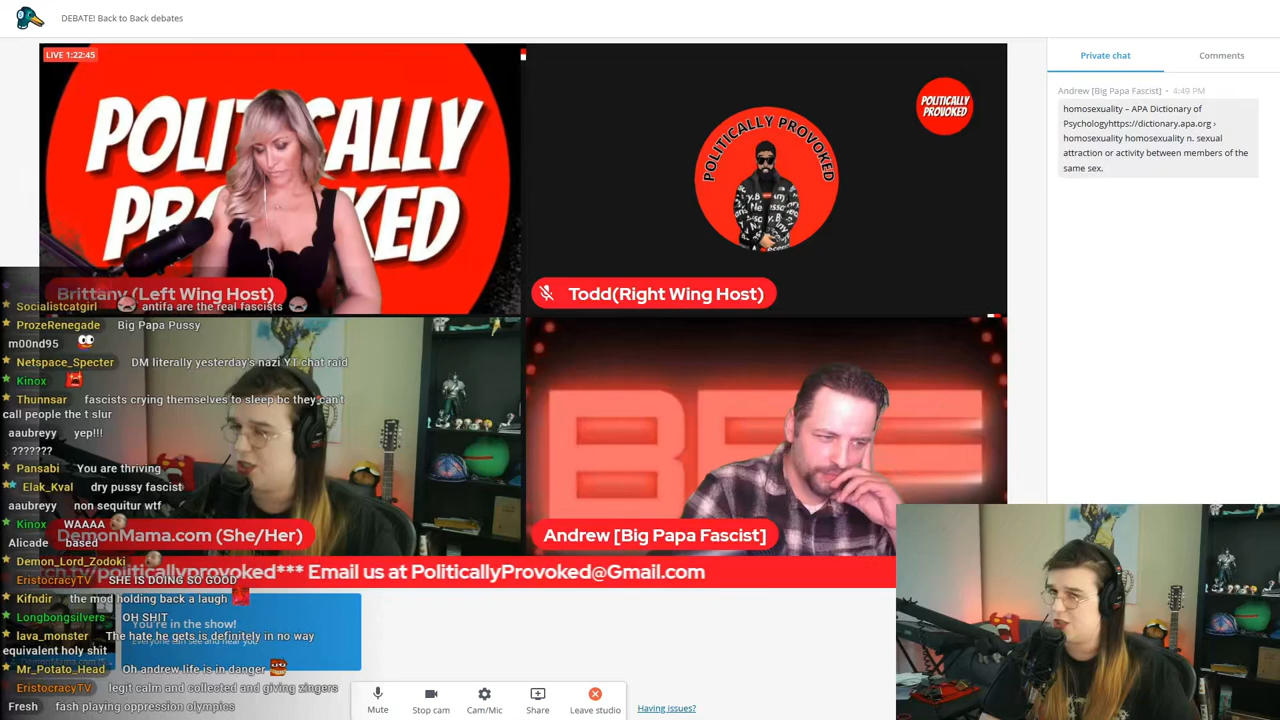 DEBATE! Back to Back debates
Private chat
Comments
LIVE 1:22:45
POLITICALLY
PROVOKED
Brittany (Left Wing Host)
POLITICALLY PROVOKED
POLITICALLY
PROVOKED
Todd(Right Wing Host)
Andrew [Big Papa Fascist] • 4:49 PM
homosexuality – APA Dictionary of
Psychologyhttps://dictionary.apa.org ›
homosexuality homosexuality n. sexual
attraction or activity between members of the
same sex.
Socialistcatgirl antifa are the real fascists
ProzeRenegade Big Papa Pussy
m00nd95
Netspace_Specter DM literally yesterday's nazi YT chat raid
Kinox
Thunnsar fascists crying themselves to sleep bc they can't
call people the t slur
aaubreyy yep!!!
???????
Pansabi You are thriving
Elak_Kval dry pussy fascist
aaubreyy non sequitur wtf
Kinox WAAAA
Alicade based
Demon_Lord_Zodoki
EristocracyTV SHE IS DOING SO GOOD
Kifndir the mod holding back a laugh
Longbongsilvers OH SHIT
lava_monster The hate he gets is definitely in no way
equivalent holy shit
Mr_Potato_Head Oh andrew life is in danger
EristocracyTV legit calm and collected and giving zingers
Fresh fash playing oppression olympics
DemonMama.com (She/Her)
Andrew [Big Papa Fascist]
politicallyprovoked*** Email us at PoliticallyProvoked@Gmail.com
You're in the show!
Everyone can see and hear you
Mute
Stop cam
Cam/Mic
Share
Leave studio
Having issues?